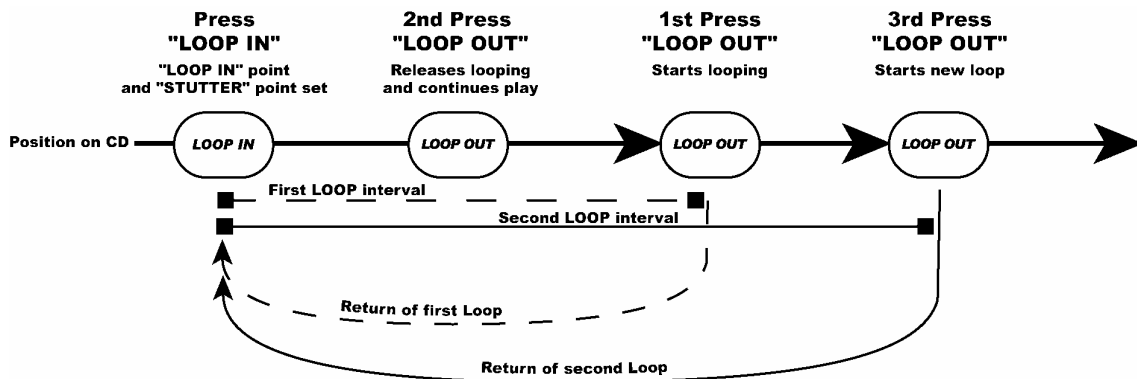 Press
"LOOP IN"
"LOOP IN" point
and "STUTTER" point set
2nd Press
"LOOP OUT"
Releases looping
and continues play
1st Press
"LOOP OUT"
Starts looping
3rd Press
"LOOP OUT"
Starts new loop
Position on CD
LOOP IN
LOOP OUT
LOOP OUT
LOOP OUT
First LOOP interval
Second LOOP interval
Return of first Loop
Return of second Loop